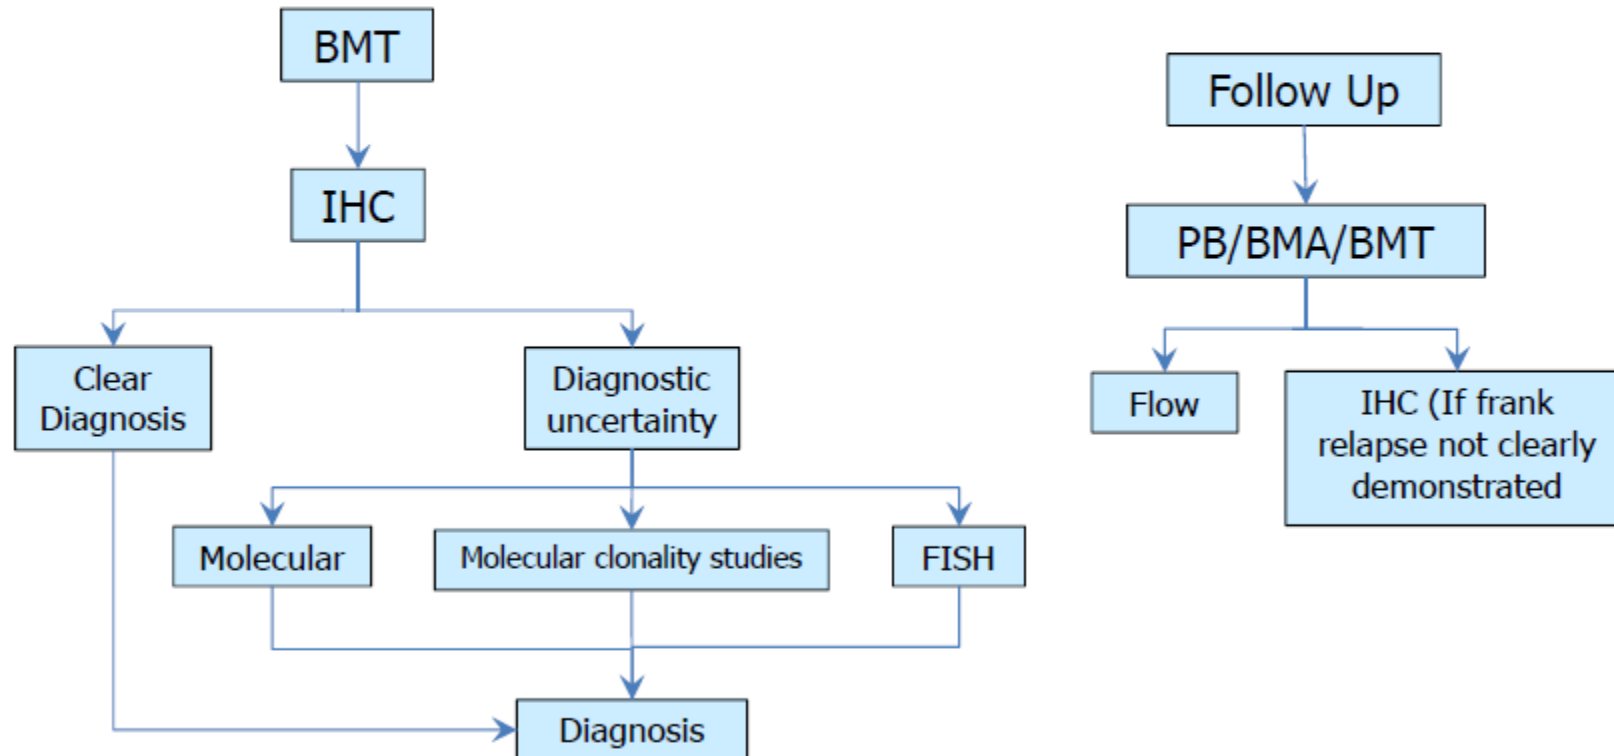 BMT
IHC
Clear
Diagnosis
Diagnostic
uncertainty
Molecular
Molecular clonality studies
FISH
Diagnosis
Follow Up
PB/BMA/BMT
Flow
IHC (If frank
relapse not clearly
demonstrated